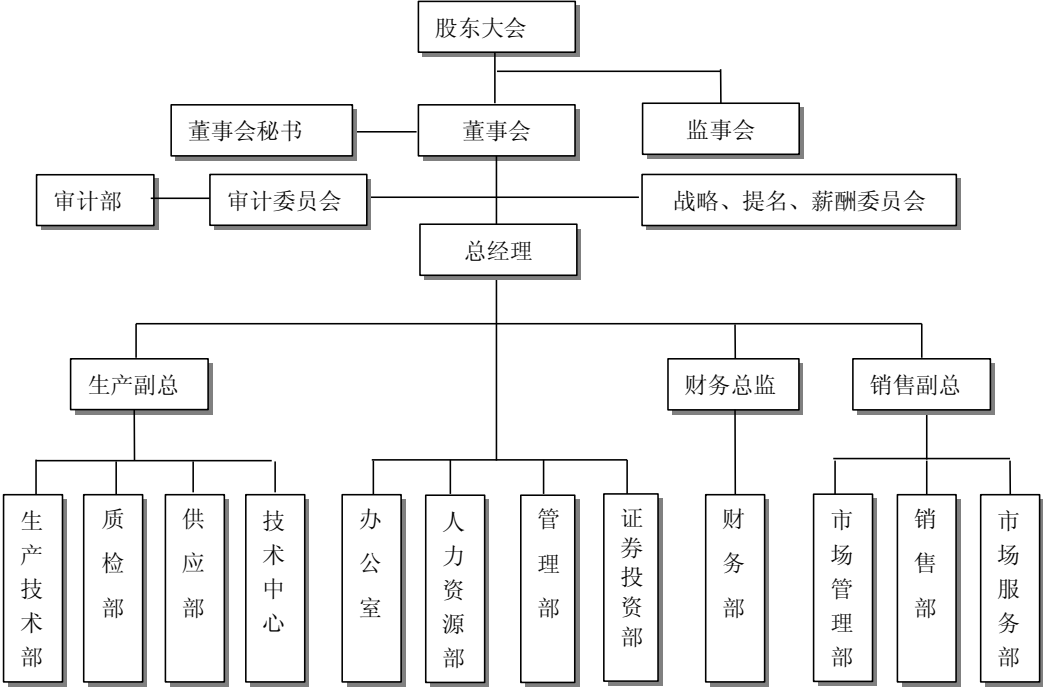 股东大会
董事会秘书
董事会
监事会
审计部
审计委员会
战略、提名、薪酬委员会
总经理
生产副总
财务总监
销售副总
生产技术部
质检部
供应部
技术中心
办公室
人力资源部
管理部
证券投资部
财务部
市场管理部
销售部
市场服务部